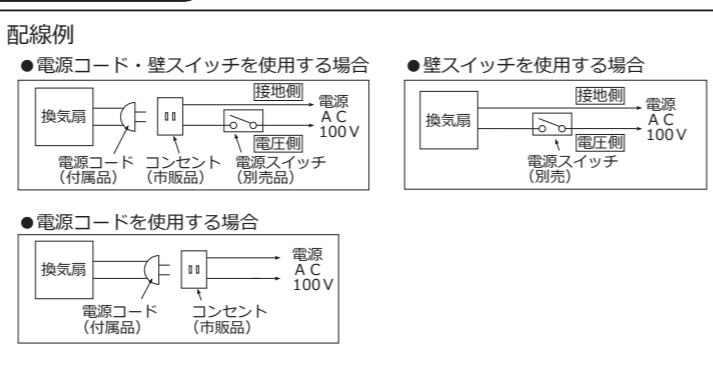 配線例
●電源コード・壁スイッチを使用する場合
換気扇
接地側
電源
ＡＣ
100Ｖ
電圧側
電源コード
（付属品）
コンセント
（市販品）
電源スイッチ
（別売品）
●壁スイッチを使用する場合
換気扇
接地側
電源
ＡＣ
100Ｖ
電圧側
電源スイッチ
（別売）
●電源コードを使用する場合
換気扇
電源
ＡＣ
100Ｖ
電源コード
（付属品）
コンセント
（市販品）